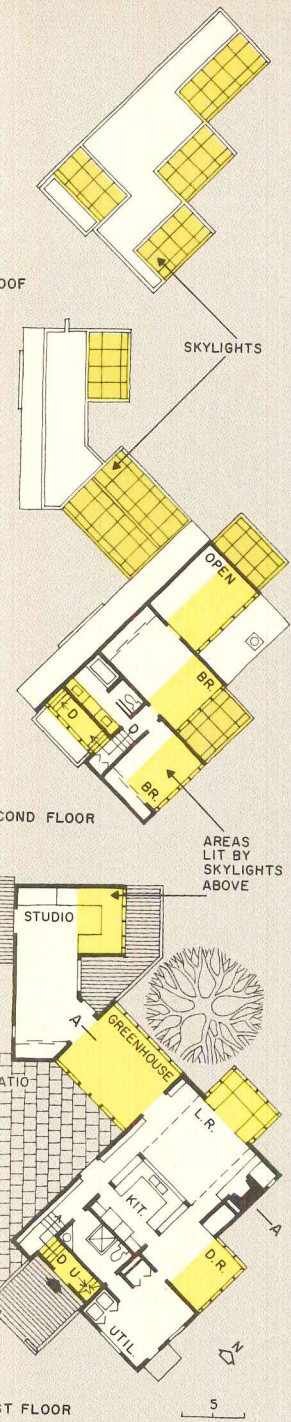 OOF
SKYLIGHTS
OPEN
BR.
D
D
BR.
COND FLOOR
AREAS
LIT BY
SKYLIGHTS
ABOVE
STUDIO
A
GREENHOUSE
ATIO
L.R.
KIT.
A
D.R.
D U
UTIL.
N
ST FLOOR
5